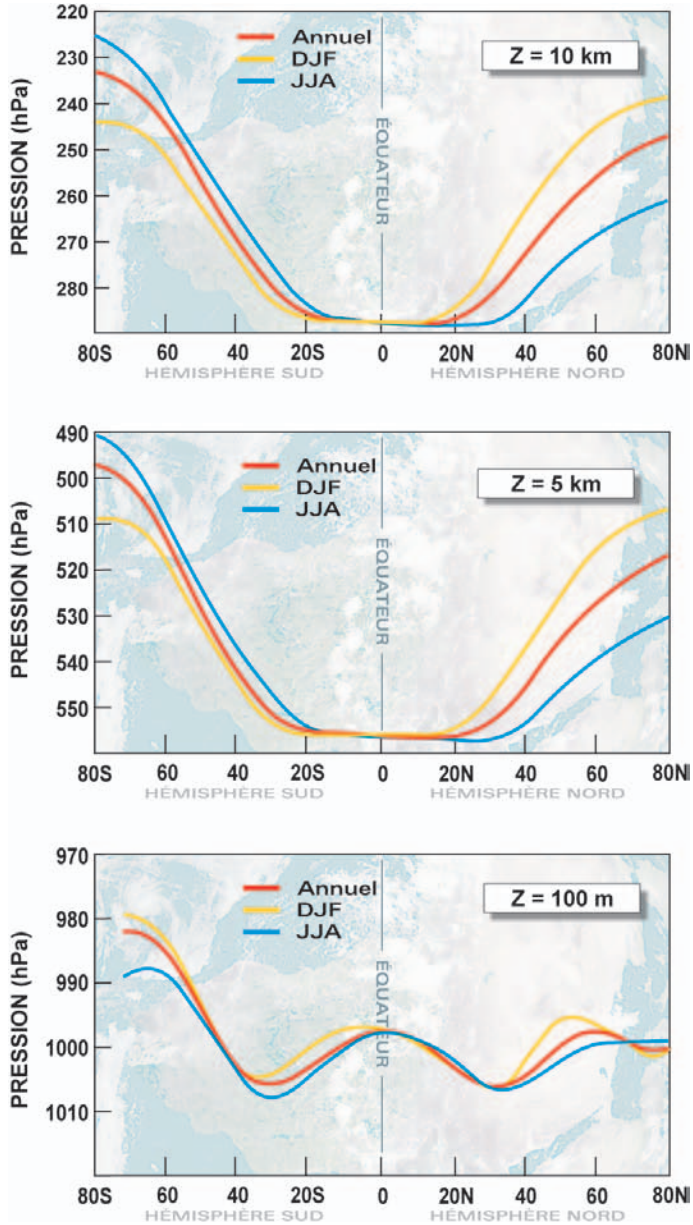 220
230
240
250
260
270
280
PRESSION (hPa)
Annuel
DJF
JJA
Z = 10 km
ÉQUATEUR
80S 60 40 20S 0 20N 40 60 80N
HÉMISPHÈRE SUD HÉMISPHÈRE NORD
490
500
510
520
530
540
550
PRESSION (hPa)
Annuel
DJF
JJA
Z = 5 km
ÉQUATEUR
80S 60 40 20S 0 20N 40 60 80N
HÉMISPHÈRE SUD HÉMISPHÈRE NORD
970
980
990
1000
1010
PRESSION (hPa)
Annuel
DJF
JJA
Z = 100 m
ÉQUATEUR
80S 60 40 20S 0 20N 40 60 80N
HÉMISPHÈRE SUD HÉMISPHÈRE NORD